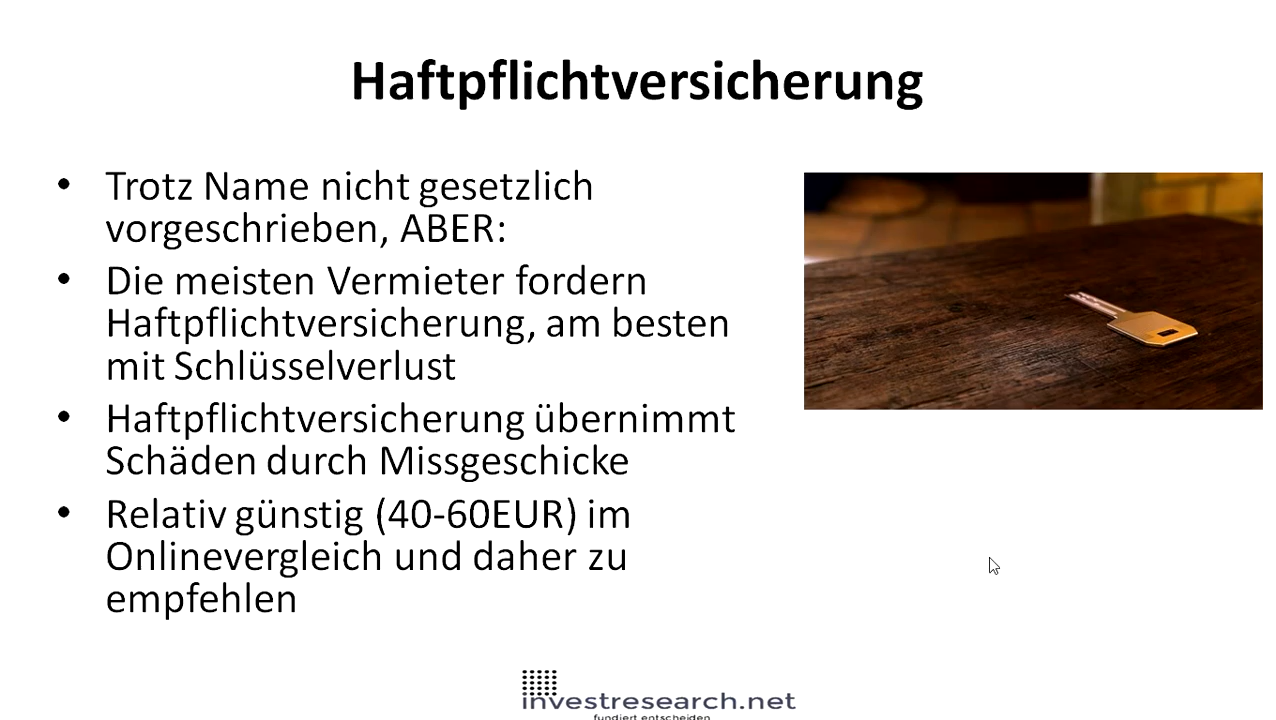 Haftpflichtversicherung
• Trotz Name nicht gesetzlich
vorgeschrieben, ABER:
• Die meisten Vermieter fordern
Haftpflichtversicherung, am besten
mit Schlüsselverlust
• Haftpflichtversicherung übernimmt
Schäden durch Missgeschicke
• Relativ günstig (40-60EUR) im
Onlinevergleich und daher zu
empfehlen
investresearch.net
fundiert entscheiden